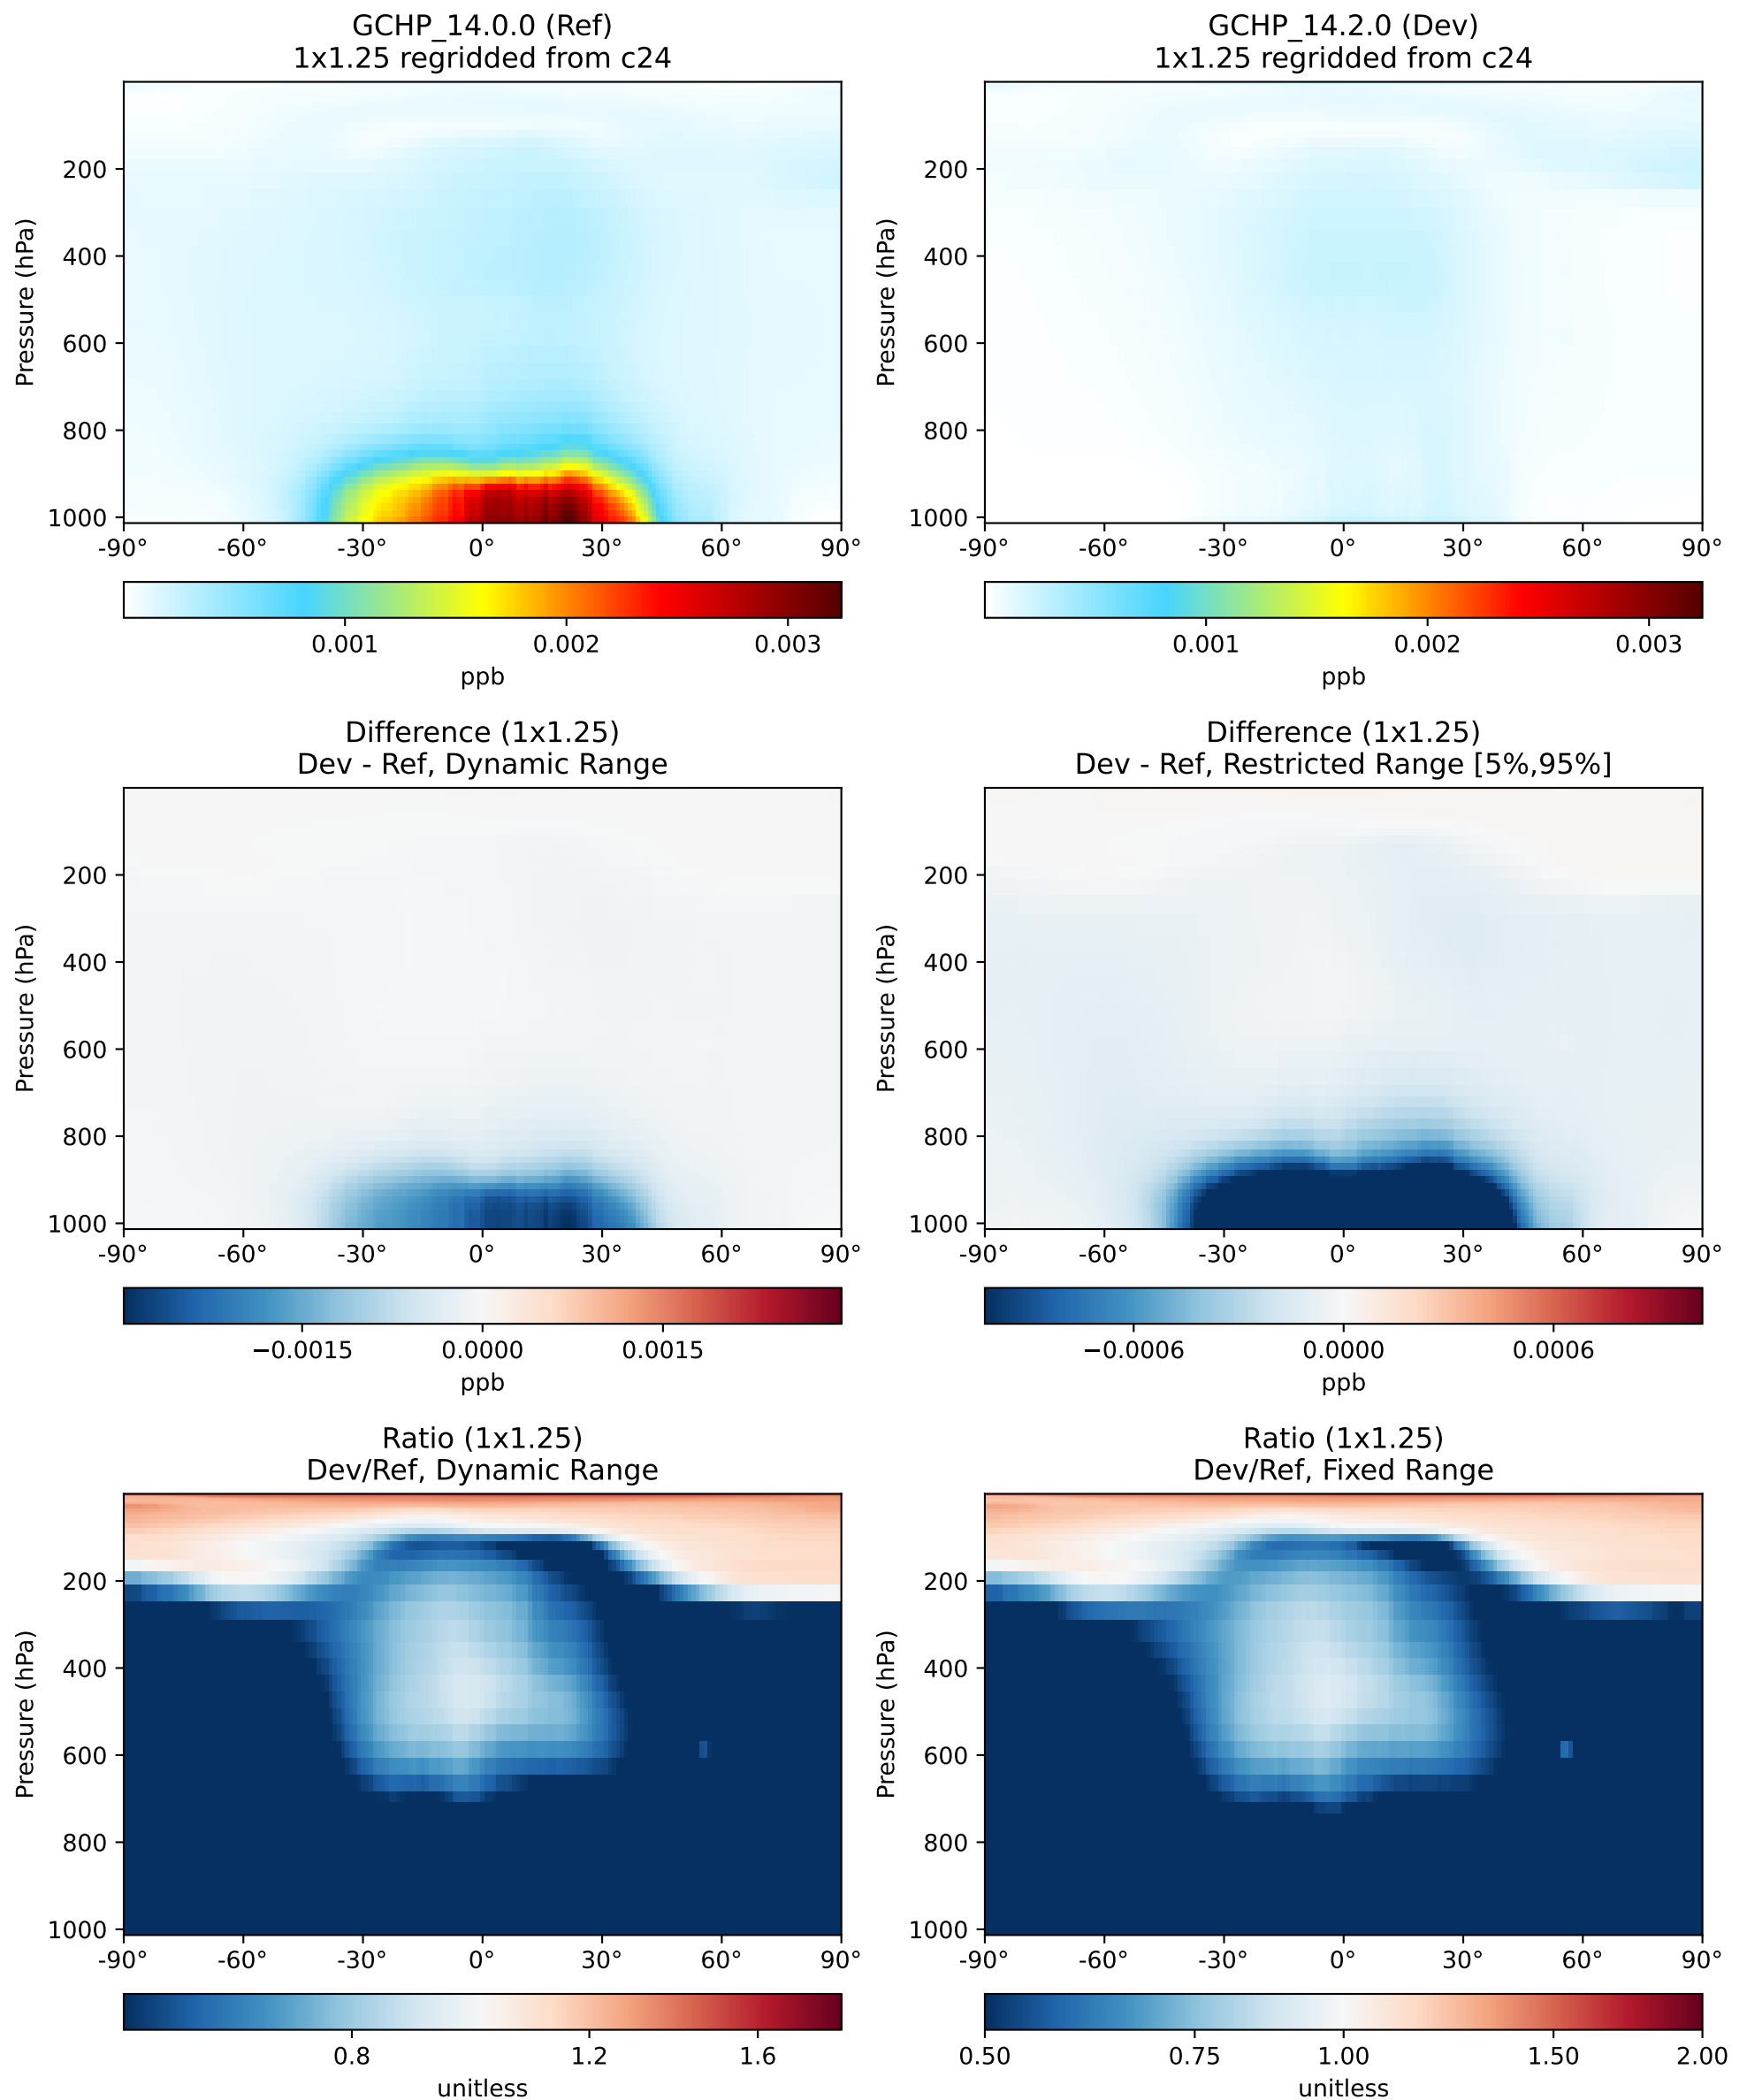 GCHP_14.0.0 (Ref)
1x1.25 regridded from c24
Pressure (hPa)
200
400
600
800
1000
-90° -60° -30° 0° 30° 60° 90°
0.001 0.002 0.003
ppb
GCHP_14.2.0 (Dev)
1x1.25 regridded from c24
Pressure (hPa)
200
400
600
800
1000
-90° -60° -30° 0° 30° 60° 90°
0.001 0.002 0.003
ppb
Difference (1x1.25)
Dev - Ref, Dynamic Range
Pressure (hPa)
200
400
600
800
1000
-90° -60° -30° 0° 30° 60° 90°
−0.0015 0.0000 0.0015
ppb
Difference (1x1.25)
Dev - Ref, Restricted Range [5%,95%]
Pressure (hPa)
200
400
600
800
1000
-90° -60° -30° 0° 30° 60° 90°
−0.0006 0.0000 0.0006
ppb
Ratio (1x1.25)
Dev/Ref, Dynamic Range
Pressure (hPa)
200
400
600
800
1000
-90° -60° -30° 0° 30° 60° 90°
0.8 1.2 1.6
unitless
Ratio (1x1.25)
Dev/Ref, Fixed Range
Pressure (hPa)
200
400
600
800
1000
-90° -60° -30° 0° 30° 60° 90°
0.50 0.75 1.00 1.50 2.00
unitless